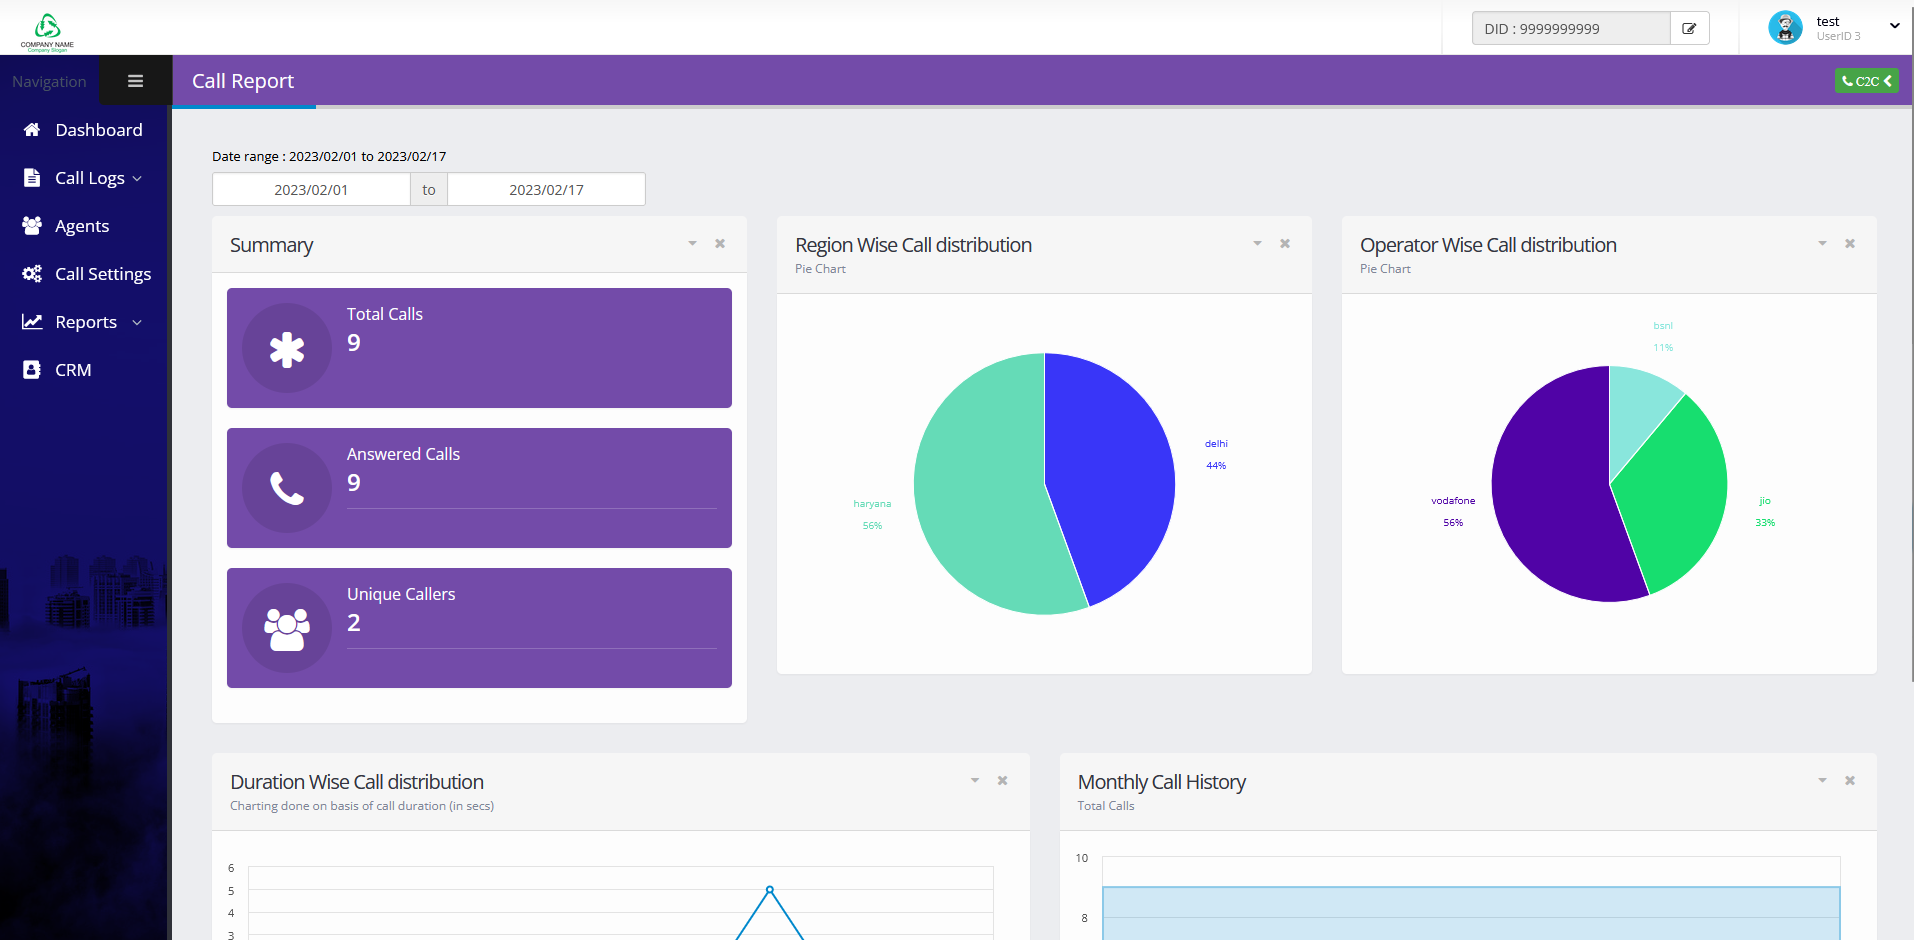 COMPANY NAME
Company Slogan
DID : 9999999999
test
UserID 3
Navigation
Call Report
C2C
Dashboard
Call Logs
Agents
Call Settings
Reports
CRM
Date range : 2023/02/01 to 2023/02/17
2023/02/01 to 2023/02/17
Summary
Total Calls
9
Answered Calls
9
Unique Callers
2
Region Wise Call distribution
Pie Chart
delhi
44%
haryana
56%
Operator Wise Call distribution
Pie Chart
bsnl
11%
vodafone
56%
jio
33%
Duration Wise Call distribution
Charting done on basis of call duration (in secs)
6
5
4
3
Monthly Call History
Total Calls
10
8